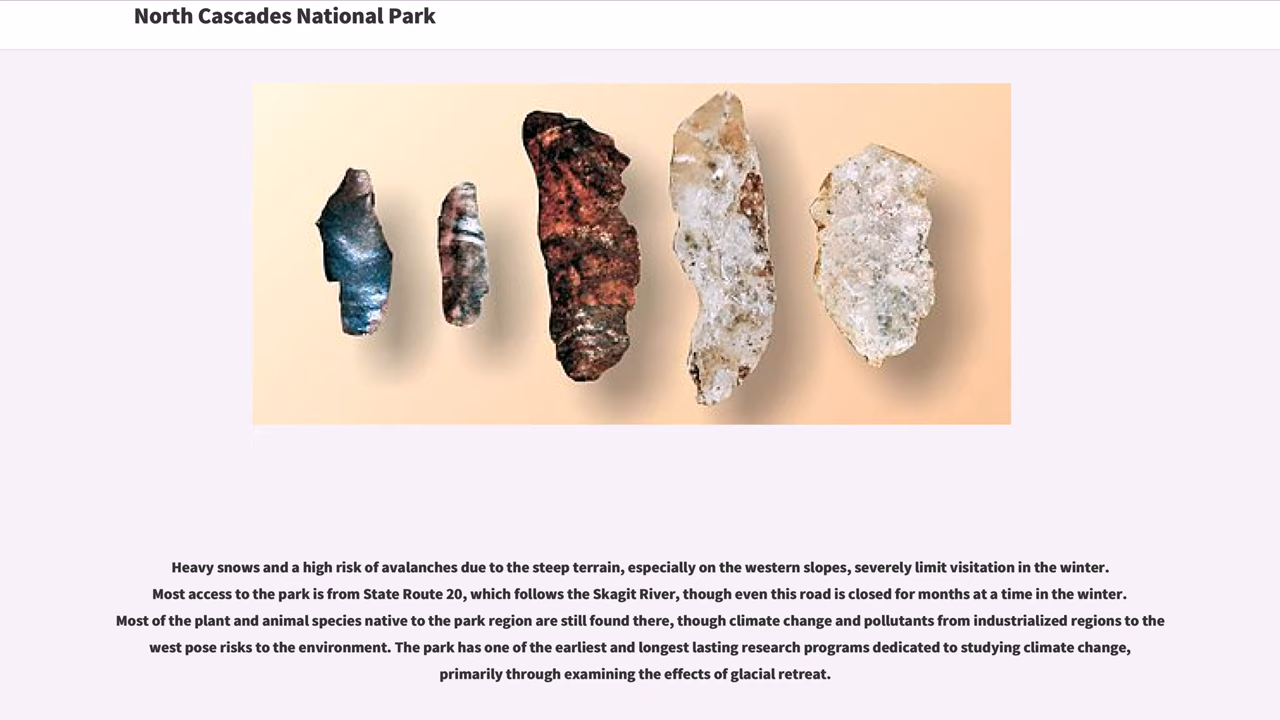 North Cascades National Park
Heavy snows and a high risk of avalanches due to the steep terrain, especially on the western slopes, severely limit visitation in the winter.
Most access to the park is from State Route 20, which follows the Skagit River, though even this road is closed for months at a time in the winter.
Most of the plant and animal species native to the park region are still found there, though climate change and pollutants from industrialized regions to the
west pose risks to the environment. The park has one of the earliest and longest lasting research programs dedicated to studying climate change,
primarily through examining the effects of glacial retreat.